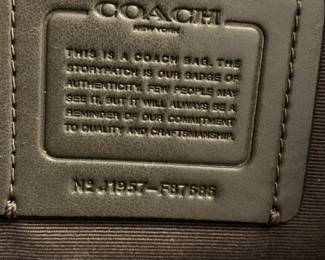 COACH
NEW YORK
THIS IS A COACH BAG. THE
STORYPATCH IS OUR BADGE OF
AUTHENTICITY. FEW PEOPLE MAY
SEE IT, BUT IT WILL ALWAYS BE A
REMINDER OF OUR COMMITMENT
TO QUALITY AND CRAFTSMANSHIP.
Nº J1957-F87686